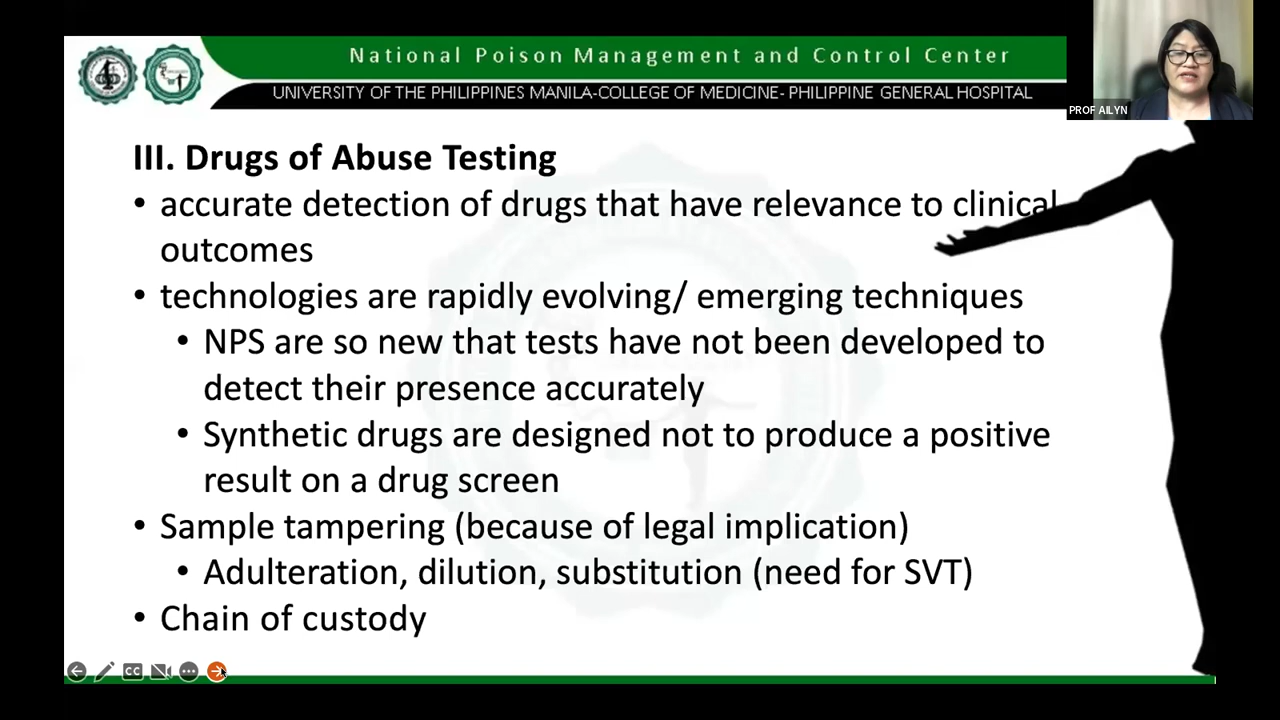 National Poison Management and Control Center
UNIVERSITY OF THE PHILIPPINES MANILA-COLLEGE OF MEDICINE- PHILIPPINE GENERAL HOSPITAL
PROF AILYN
III. Drugs of Abuse Testing
• accurate detection of drugs that have relevance to clinical
outcomes
• technologies are rapidly evolving/ emerging techniques
• NPS are so new that tests have not been developed to
detect their presence accurately
• Synthetic drugs are designed not to produce a positive
result on a drug screen
• Sample tampering (because of legal implication)
• Adulteration, dilution, substitution (need for SVT)
• Chain of custody
CC